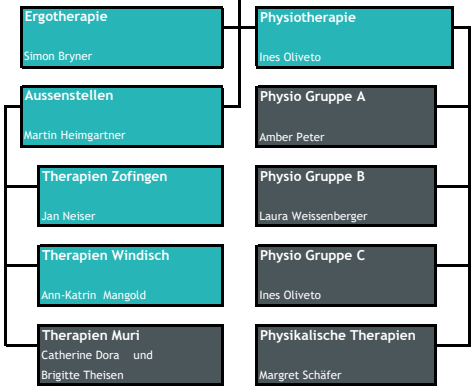 Ergotherapie
Simon Bryner
Physiotherapie
Ines Oliveto
Aussenstellen
Martin Heimgartner
Physio Gruppe A
Amber Peter
Therapien Zofingen
Jan Neiser
Physio Gruppe B
Laura Weissenberger
Therapien Windisch
Ann-Katrin Mangold
Physio Gruppe C
Ines Oliveto
Therapien Muri
Catherine Dora und
Brigitte Theisen
Physikalische Therapien
Margret Schäfer